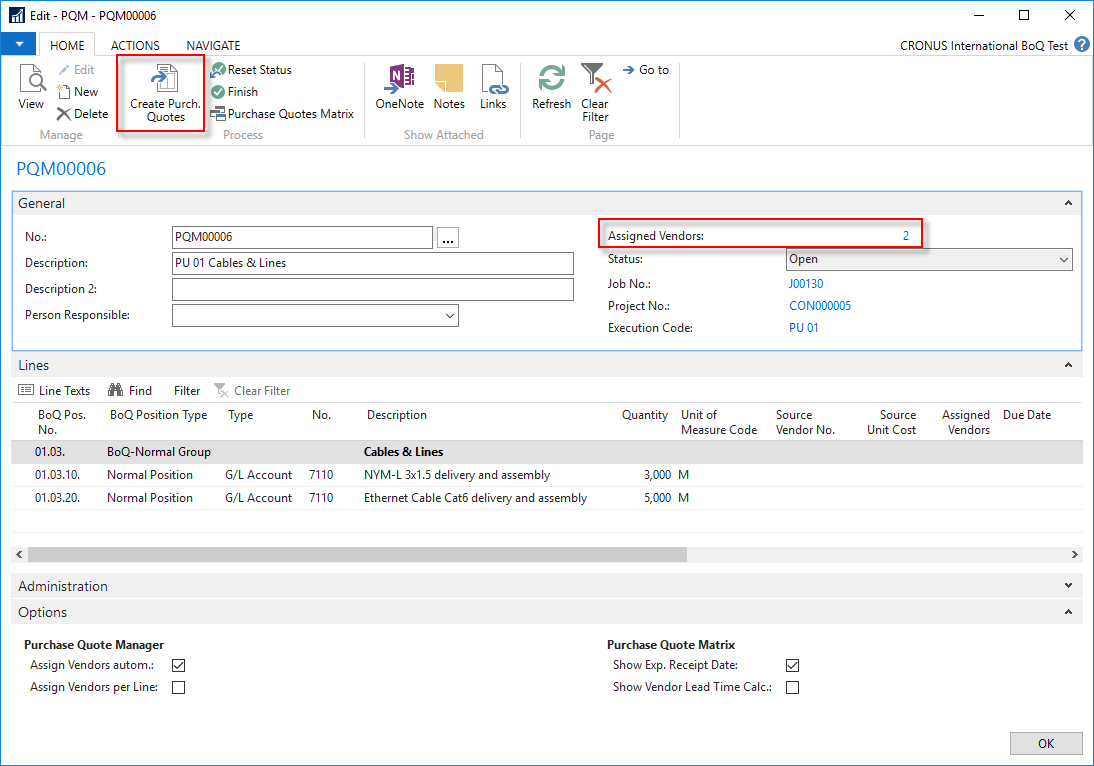 Edit - PQM - PQM00006
HOME ACTIONS NAVIGATE CRONUS International BoQ Test ?
View
Edit
New
Delete
Manage
Create Purch. Quotes
Reset Status
Finish
Purchase Quotes Matrix
Process
OneNote
Notes
Links
Show Attached
Refresh
Clear Filter
Go to
Page
PQM00006
General
No.: PQM00006 ...
Description: PU 01 Cables & Lines
Description 2:
Person Responsible:
Assigned Vendors: 2
Status: Open
Job No.: J00130
Project No.: CON000005
Execution Code: PU 01
Lines
Line Texts Find Filter Clear Filter
BoQ Pos. No. BoQ Position Type Type No. Description Quantity Unit of Measure Code Source Vendor No. Source Unit Cost Assigned Vendors Due Date
01.03. BoQ-Normal Group Cables & Lines
01.03.10. Normal Position G/L Account 7110 NYM-L 3x1.5 delivery and assembly 3,000 M
01.03.20. Normal Position G/L Account 7110 Ethernet Cable Cat6 delivery and assembly 5,000 M
Administration
Options
Purchase Quote Manager
Assign Vendors autom.:
Assign Vendors per Line:
Purchase Quote Matrix
Show Exp. Receipt Date:
Show Vendor Lead Time Calc.:
OK